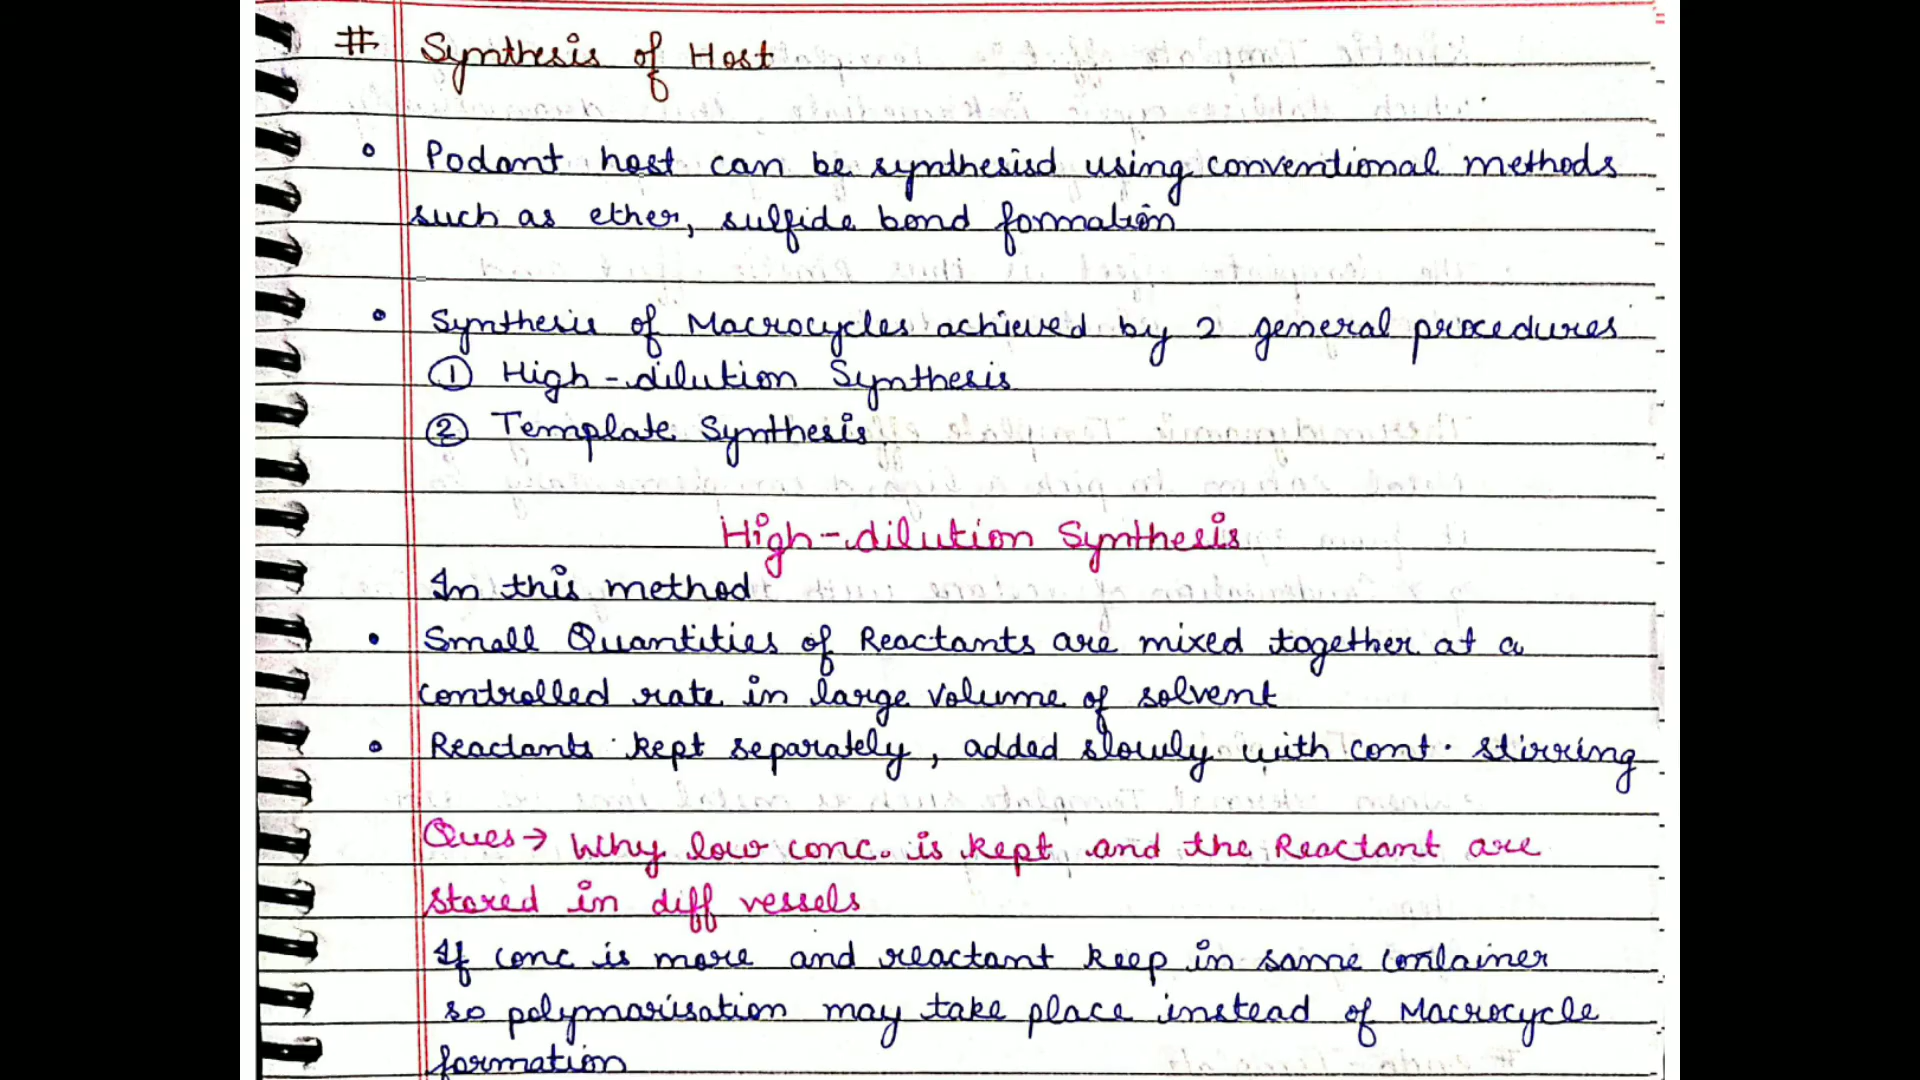 # Synthesis of Host
• Podant host can be synthesisd using conventional methods
such as ether, sulfide bond formation
• Synthesis of Macrocycles achieved by 2 general procedures
① High-dilution Synthesis
② Template Synthesis
High-dilution Synthesis
In this method
• Small Quantities of Reactants are mixed together at a
controlled rate in large volume of solvent
• Reactants kept separately, added slowly with cont. stirring
Ques → Why low conc. is kept and the Reactant are
stored in diff vessels
If conc is more and reactant keep in same container
so polymarisation may take place instead of Macrocycle
formation